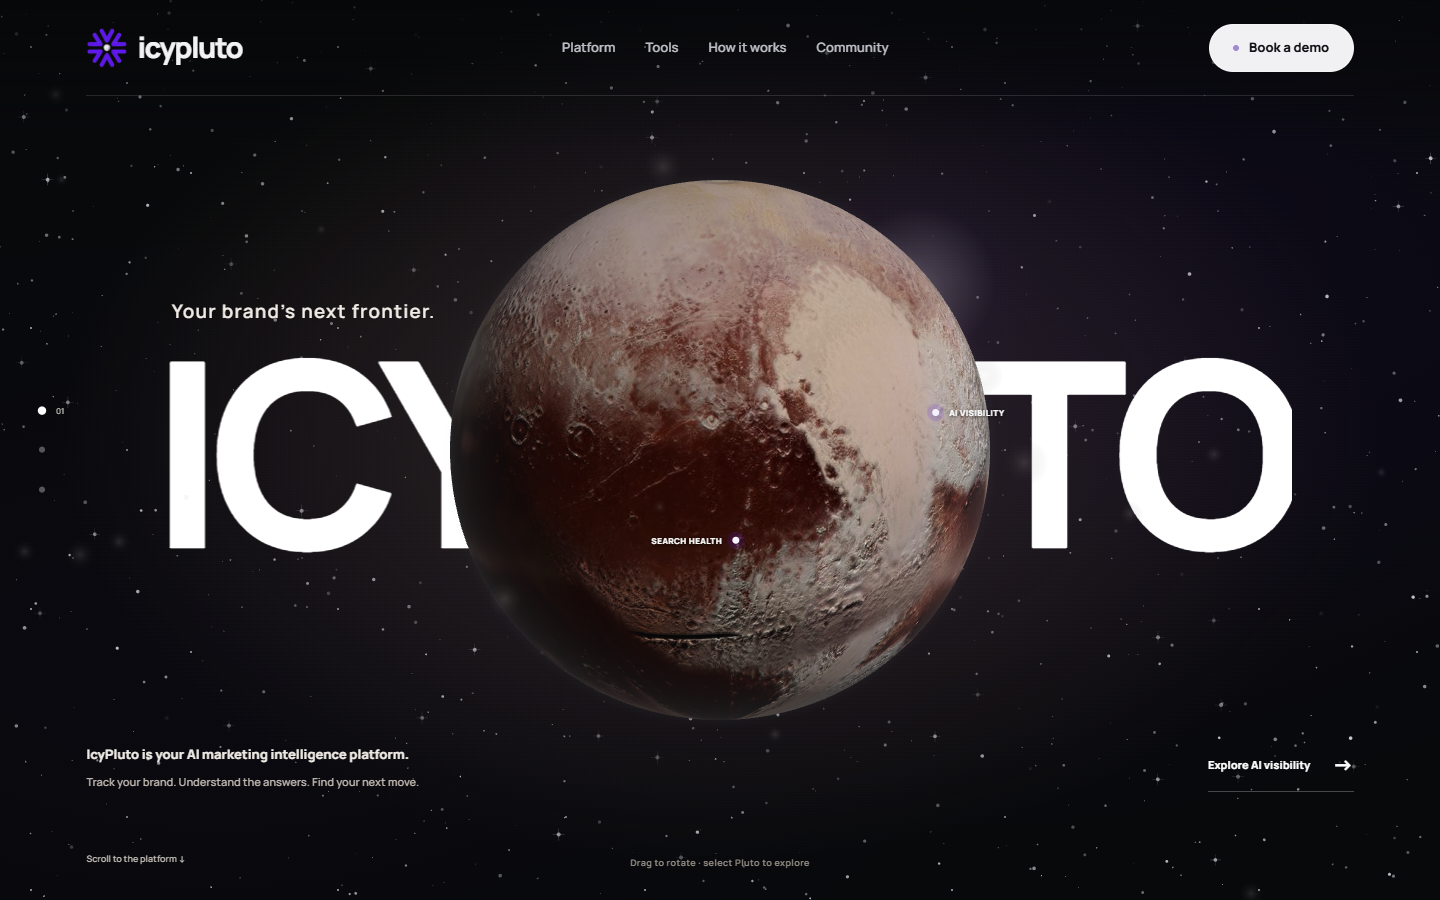 icypluto
Platform Tools How it works Community
Book a demo
Your brand's next frontier.
ICY TO
01
AI VISIBILITY
SEARCH HEALTH
IcyPluto is your AI marketing intelligence platform.
Track your brand. Understand the answers. Find your next move.
Explore AI visibility →
Scroll to the platform ↓
Drag to rotate · select Pluto to explore